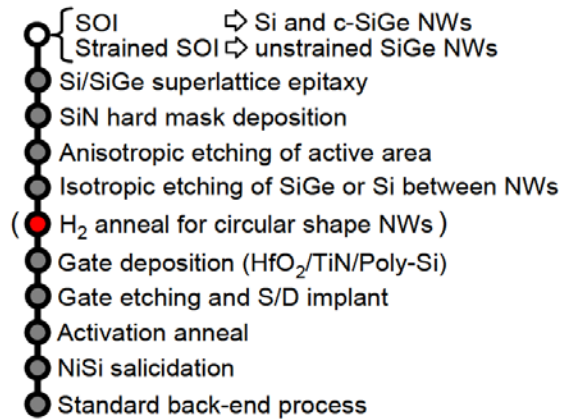 SOI ⇨ Si and c-SiGe NWs
Strained SOI ⇨ unstrained SiGe NWs
Si/SiGe superlattice epitaxy
SiN hard mask deposition
Anisotropic etching of active area
Isotropic etching of SiGe or Si between NWs
( H₂ anneal for circular shape NWs )
Gate deposition (HfO₂/TiN/Poly-Si)
Gate etching and S/D implant
Activation anneal
NiSi salicidation
Standard back-end process